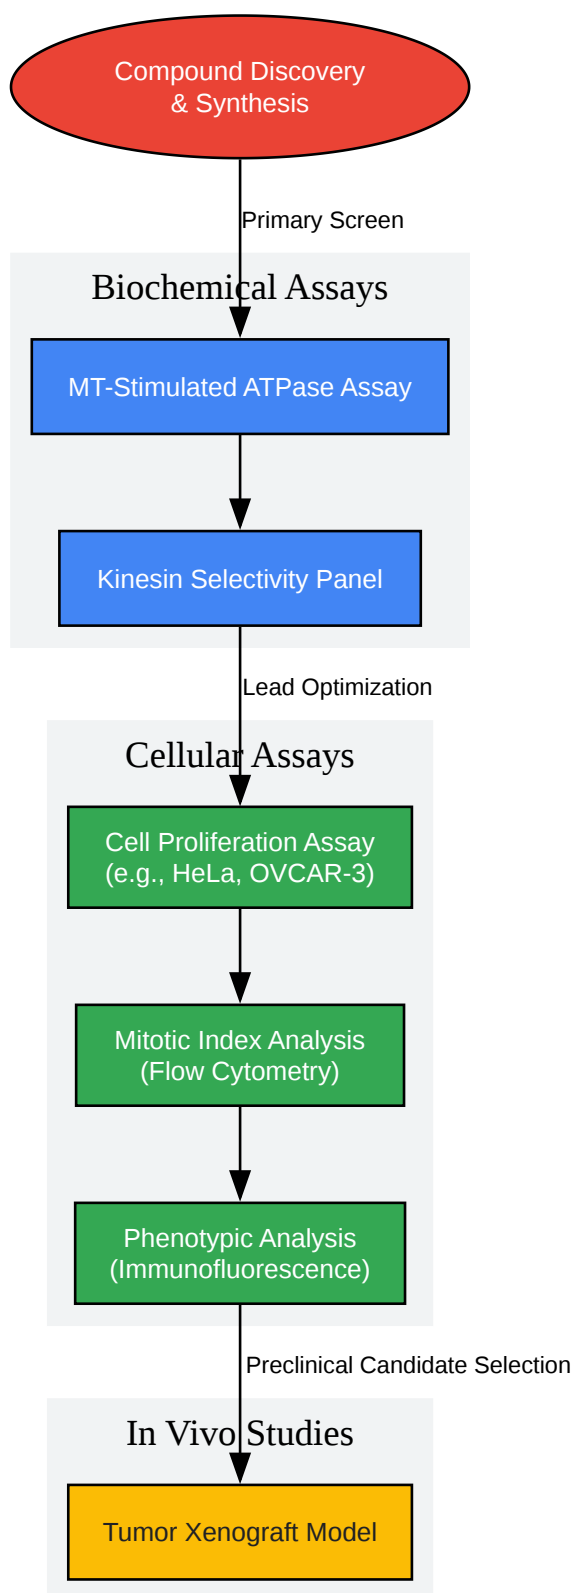 Compound Discovery
& Synthesis
Primary Screen
Biochemical Assays
MT-Stimulated ATPase Assay
Kinesin Selectivity Panel
Lead Optimization
Cellular Assays
Cell Proliferation Assay
(e.g., HeLa, OVCAR-3)
Mitotic Index Analysis
(Flow Cytometry)
Phenotypic Analysis
(Immunofluorescence)
Preclinical Candidate Selection
In Vivo Studies
Tumor Xenograft Model